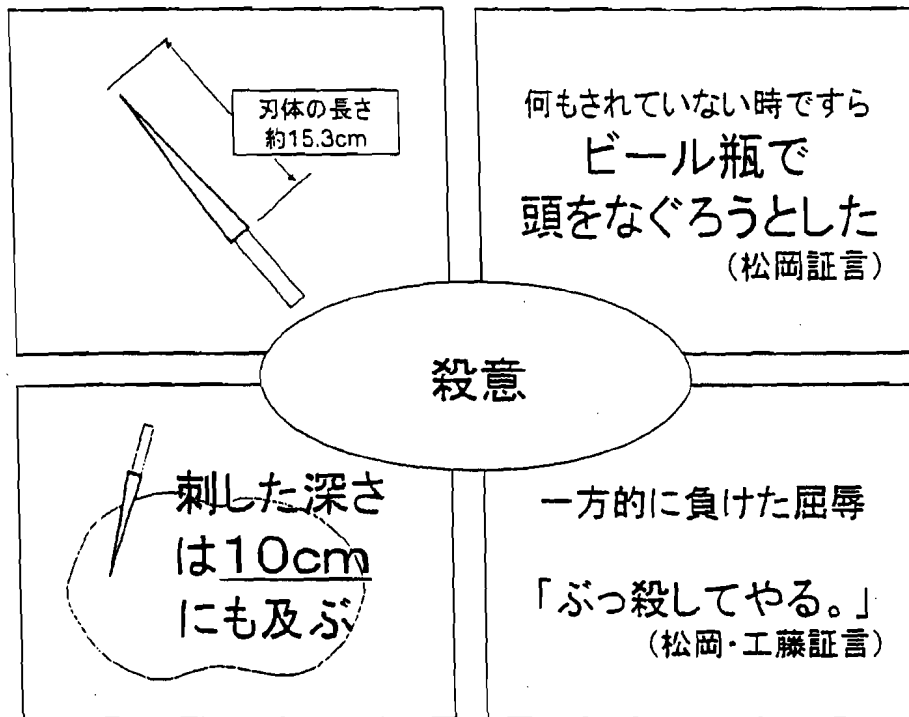 刃体の長さ
約15.3cm
何もされていない時ですら
ビール瓶で
頭をなぐろうとした
(松岡証言)
殺意
刺した深さ
は10cm
にも及ぶ
一方的に負けた屈辱
「ぶっ殺してやる。」
(松岡・工藤証言)